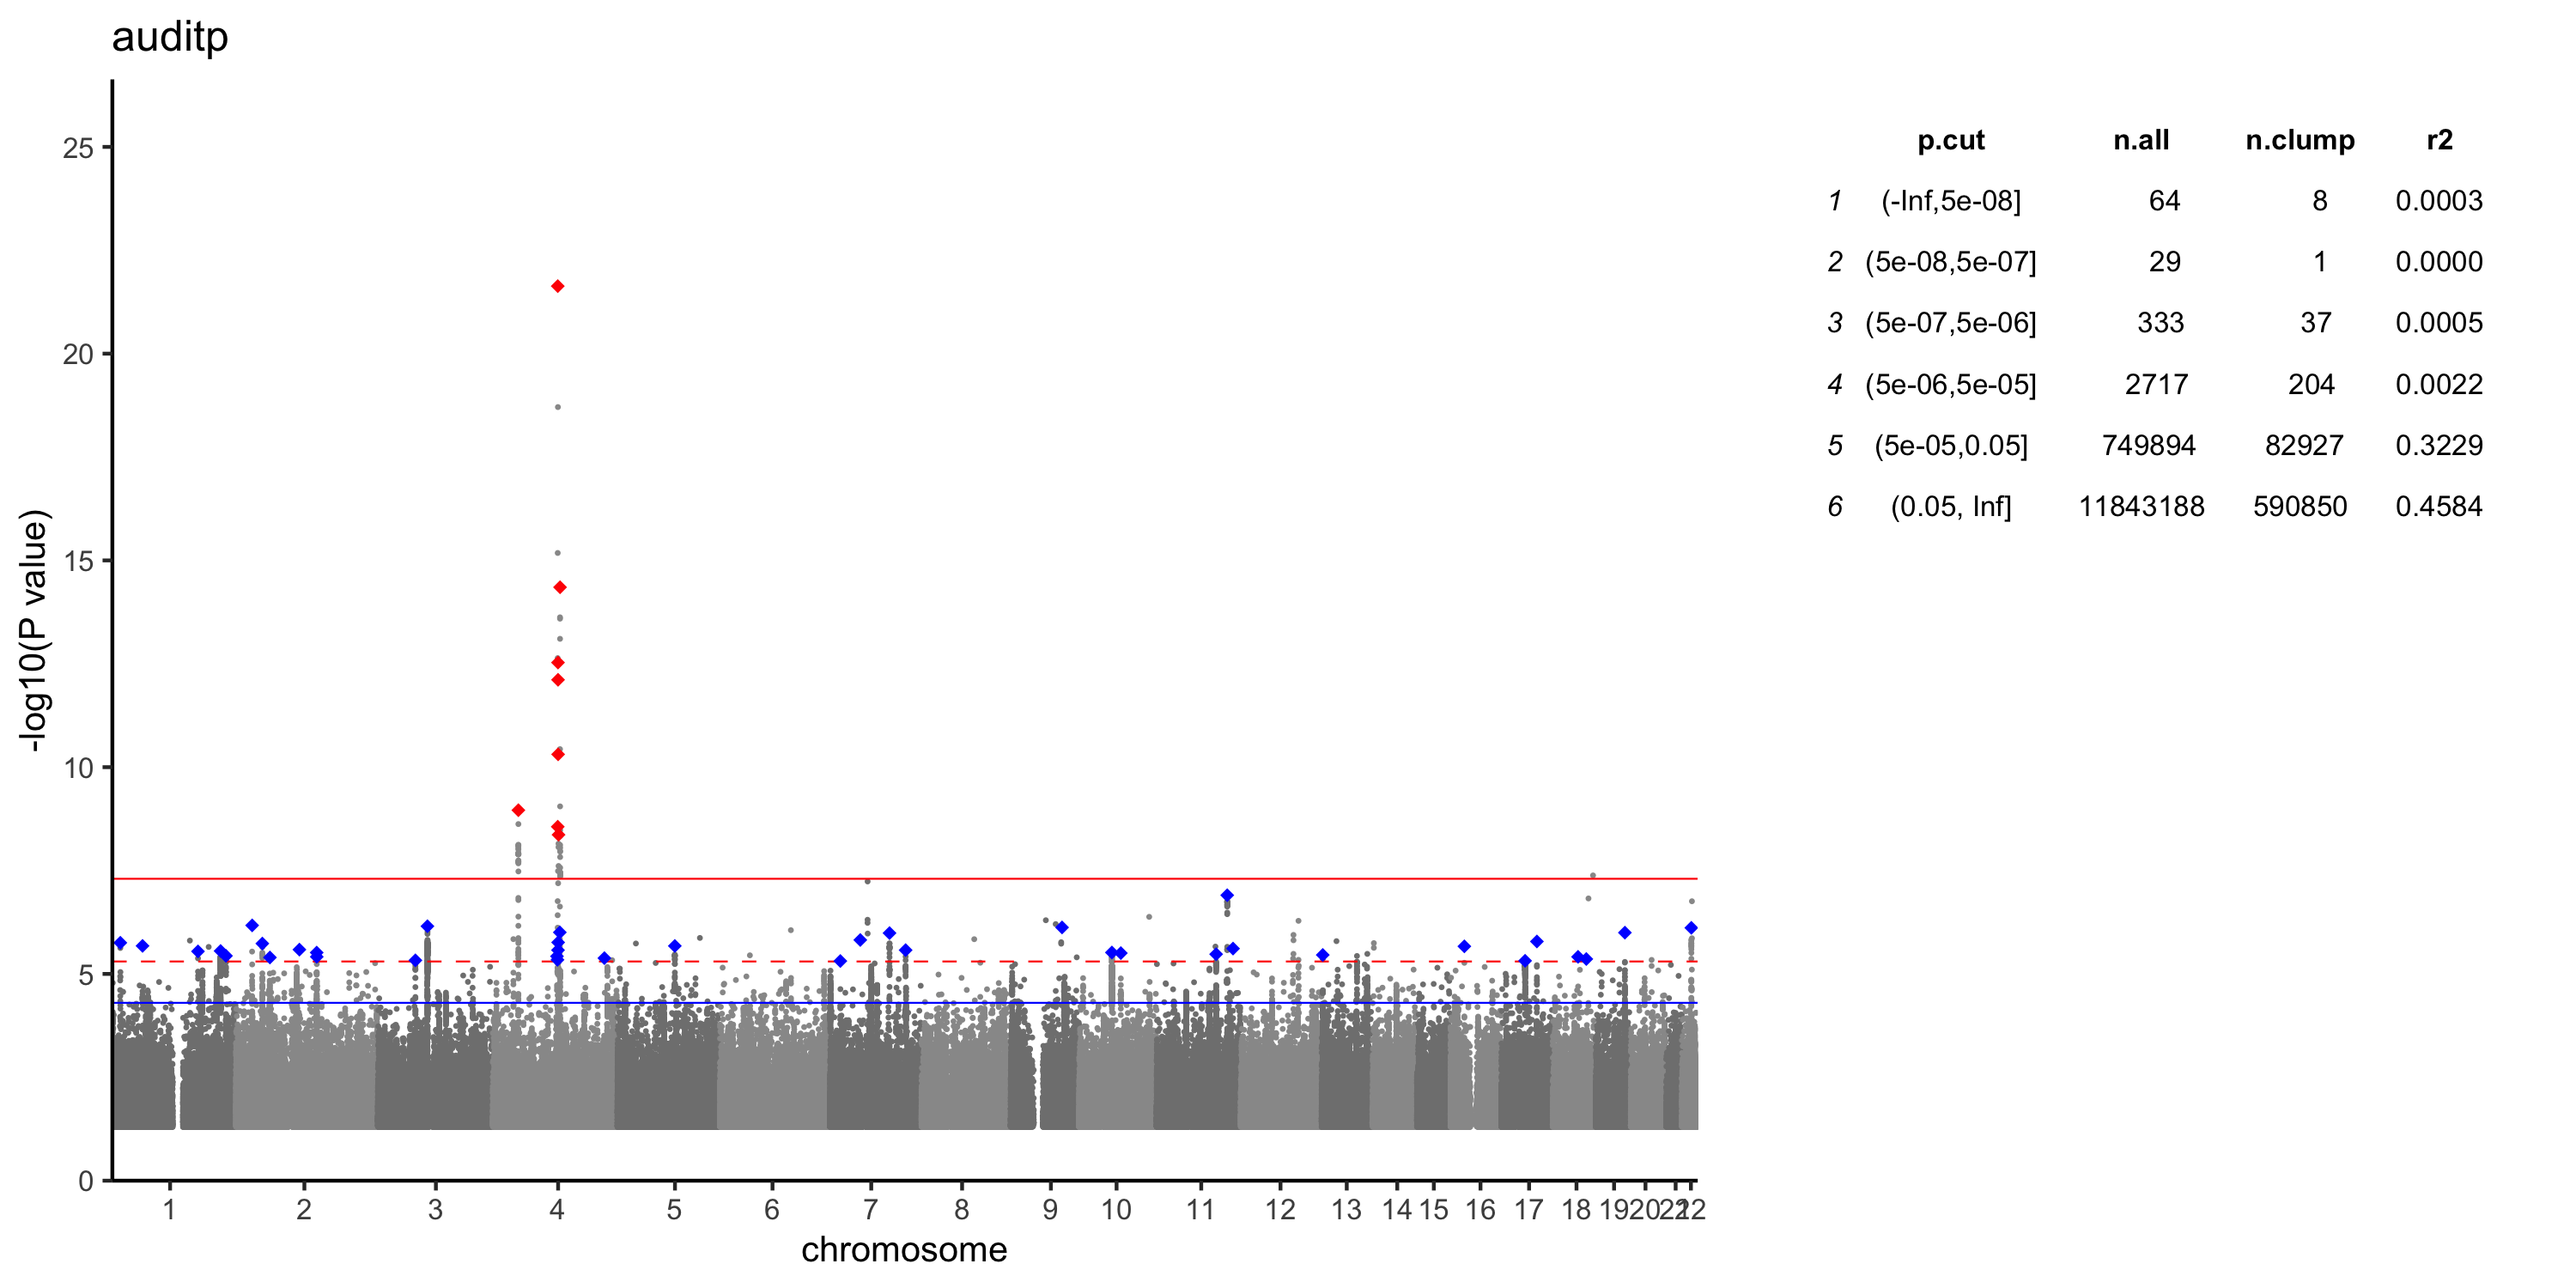 auditp
-log10(P value)
25
20
15
10
5
0
1 2 3 4 5 6 7 8 9 10 11 12 13 14 15 16 17 18 19 20 21 22
chromosome
p.cut n.all n.clump r2
1 (-Inf,5e-08] 64 8 0.0003
2 (5e-08,5e-07] 29 1 0.0000
3 (5e-07,5e-06] 333 37 0.0005
4 (5e-06,5e-05] 2717 204 0.0022
5 (5e-05,0.05] 749894 82927 0.3229
6 (0.05, Inf] 11843188 590850 0.4584